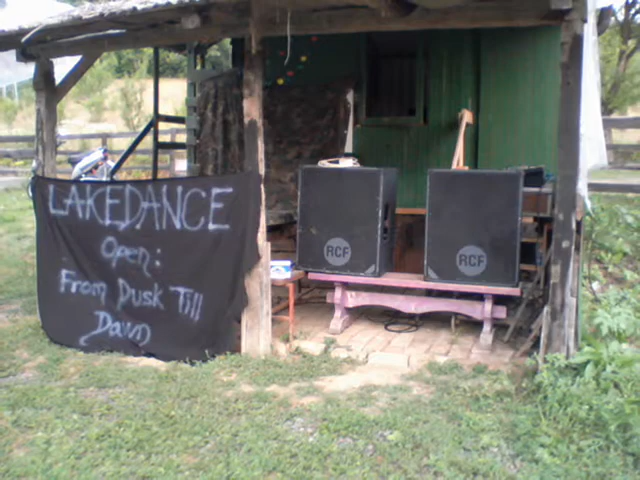 LAKEDANCE
Open:
From Dusk Till
Dawn
RCF
RCF